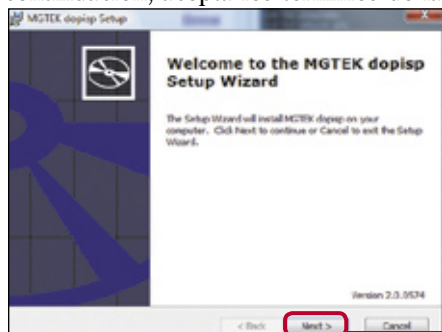 MGTEK dopisp Setup
Welcome to the MGTEK dopisp
Setup Wizard
The Setup Wizard will install MGTEK dopisp on your
computer. Click Next to continue or Cancel to exit the Setup
Wizard.
Version 2.3.0574
< Back
Next >
Cancel